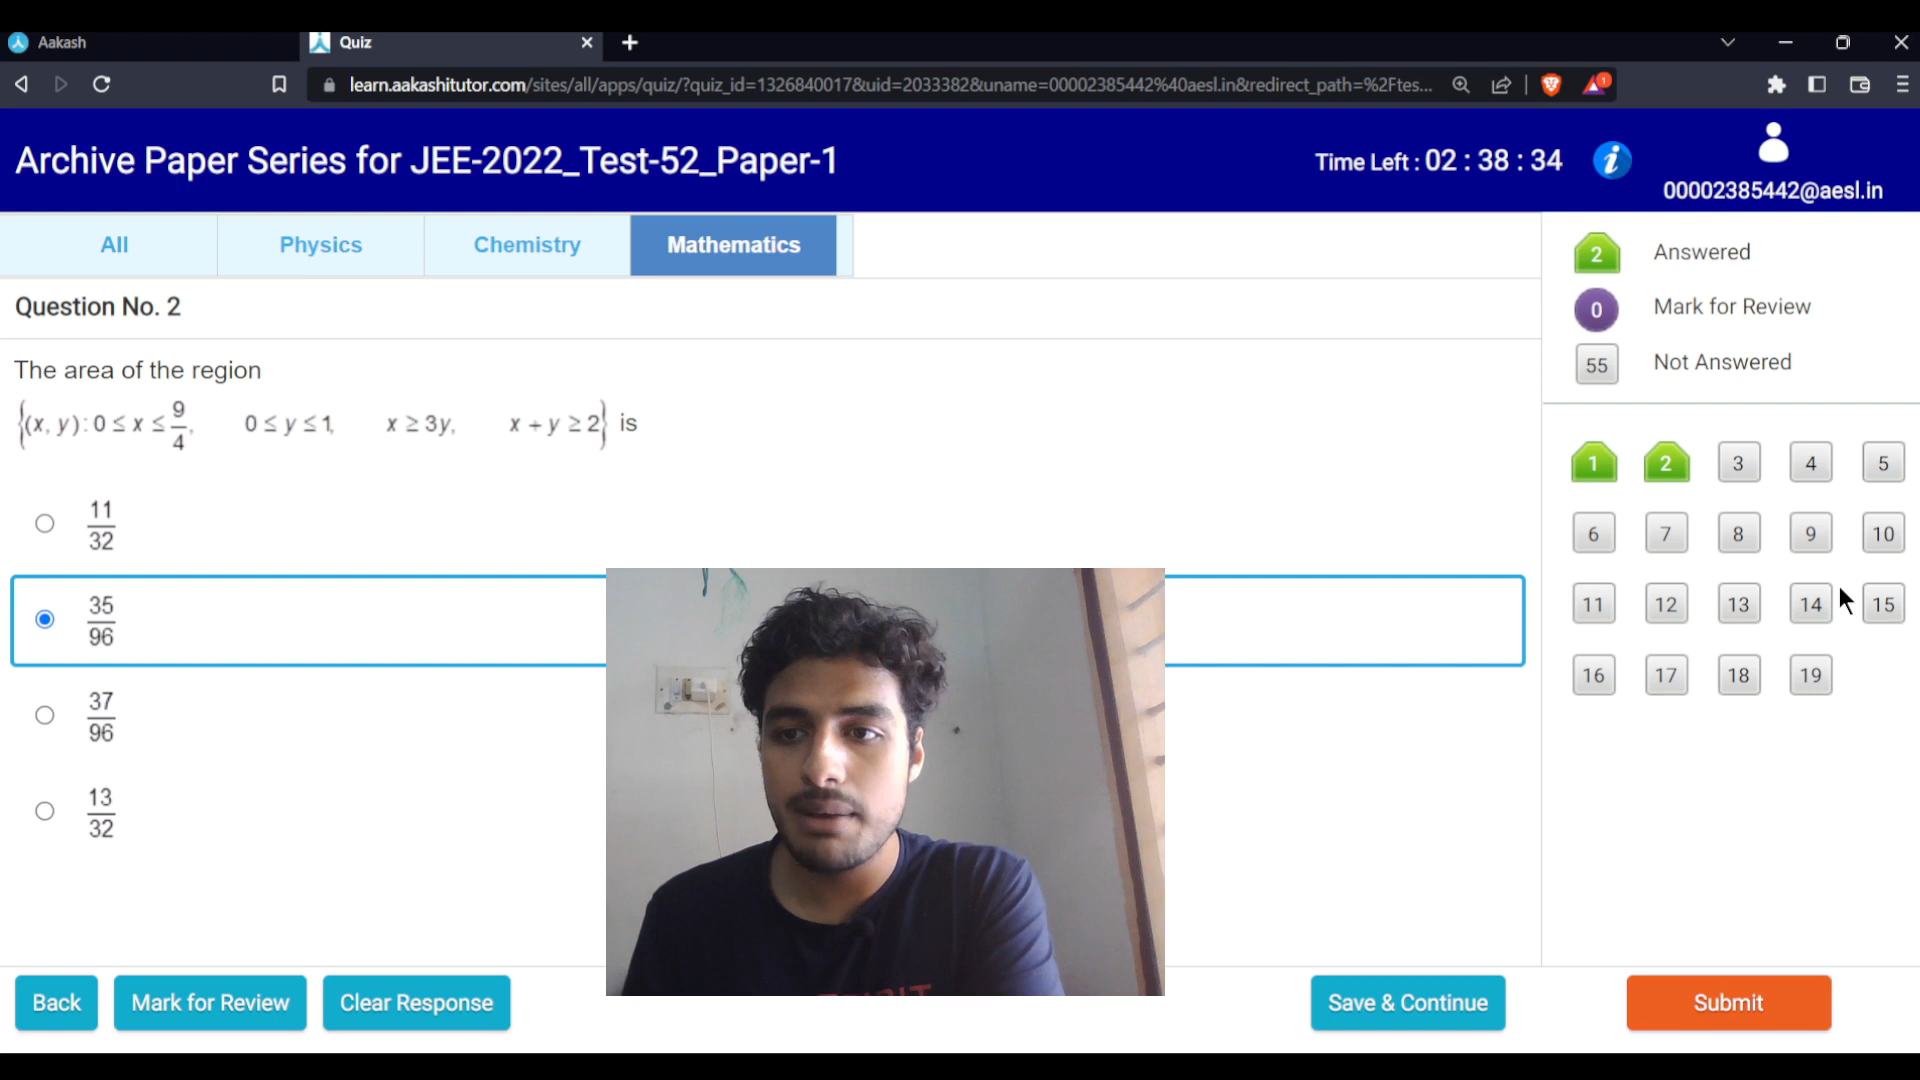 Aakash
Quiz
learn.aakashitutor.com/sites/all/apps/quiz/?quiz_id=1326840017&uid=2033382&uname=00002385442%40aesl.in&redirect_path=%2Ftes...
1
Archive Paper Series for JEE-2022_Test-52_Paper-1
Time Left : 02 : 38 : 34
i
00002385442@aesl.in
All
Physics
Chemistry
Mathematics
Question No. 2
The area of the region
{(x, y): 0 ≤ x ≤ 9/4, 0 ≤ y ≤ 1, x ≥ 3y, x + y ≥ 2} is
11/32
35/96
37/96
13/32
Back
Mark for Review
Clear Response
Save & Continue
2 Answered
0 Mark for Review
55 Not Answered
1 2 3 4 5
6 7 8 9 10
11 12 13 14 15
16 17 18 19
Submit